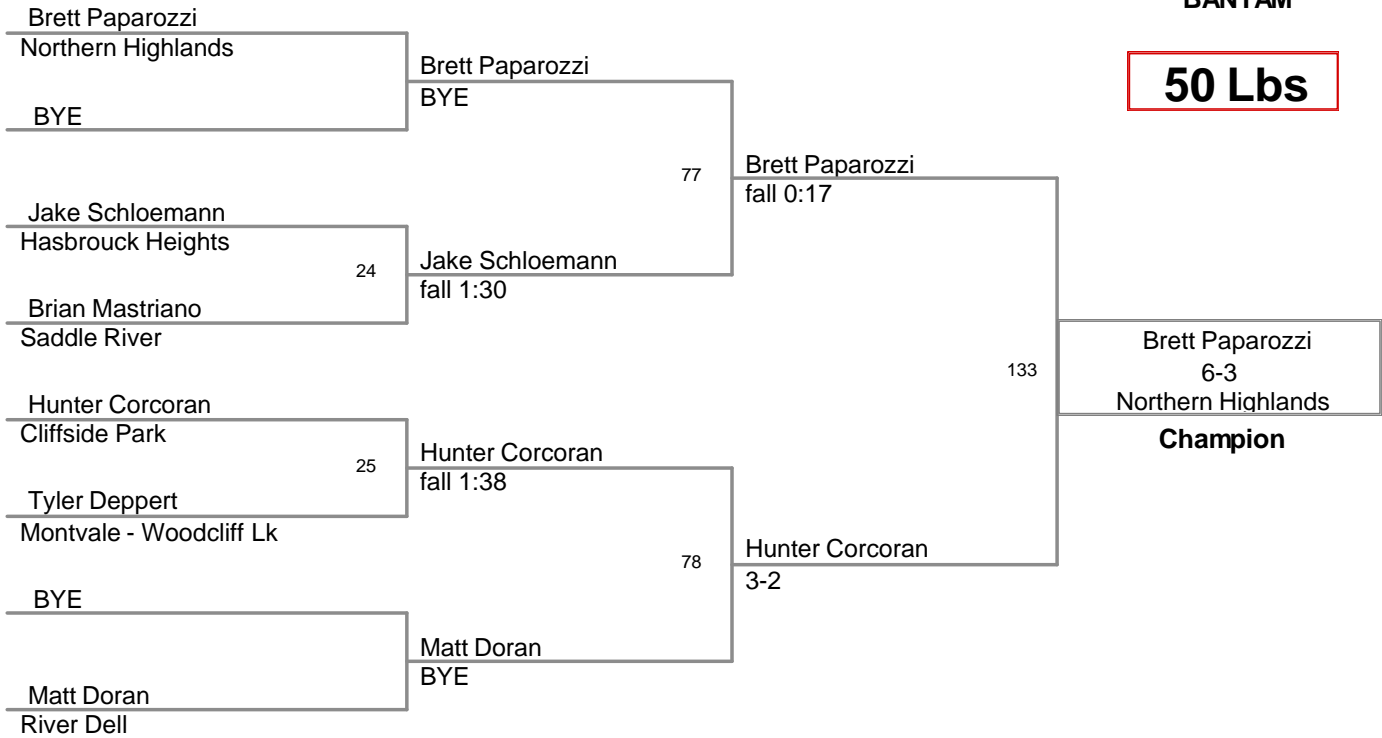 BANTAM
50 Lbs
Brett Paparozzi
Northern Highlands
BYE
Jake Schloemann
Hasbrouck Heights
24
Brian Mastriano
Saddle River
Hunter Corcoran
Cliffside Park
25
Tyler Deppert
Montvale - Woodcliff Lk
BYE
Matt Doran
River Dell
Brett Paparozzi
BYE
77
Jake Schloemann
fall 1:30
Hunter Corcoran
fall 1:38
78
Matt Doran
BYE
Brett Paparozzi
fall 0:17
133
Hunter Corcoran
3-2
Brett Paparozzi
6-3
Northern Highlands
Champion